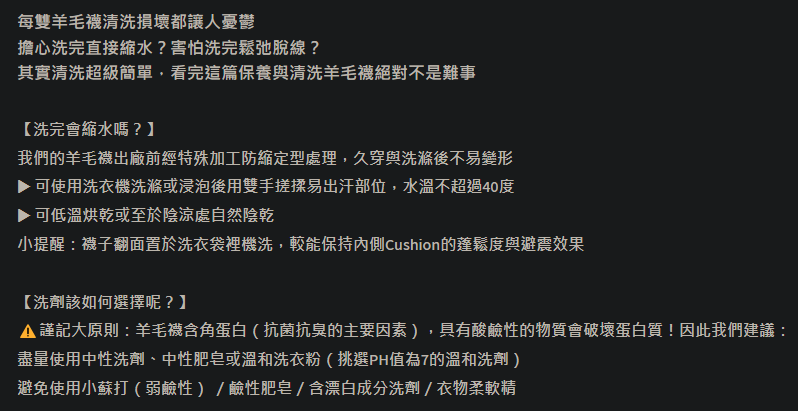 每雙羊毛襪清洗損壞都讓人憂鬱
擔心洗完直接縮水？害怕洗完鬆弛脫線？
其實清洗超級簡單，看完這篇保養與清洗羊毛襪絕對不是難事
【洗完會縮水嗎？】
我們的羊毛襪出廠前經特殊加工防縮定型處理，久穿與洗滌後不易變形
▶ 可使用洗衣機洗滌或浸泡後用雙手搓揉易出汗部位，水溫不超過40度
▶ 可低溫烘乾或至於陰涼處自然陰乾
小提醒：襪子翻面置於洗衣袋裡機洗，較能保持內側Cushion的蓬鬆度與避震效果
【洗劑該如何選擇呢？】
⚠️謹記大原則：羊毛襪含角蛋白（抗菌抗臭的主要因素），具有酸鹼性的物質會破壞蛋白質！因此我們建議：
盡量使用中性洗劑、中性肥皂或溫和洗衣粉（挑選PH值為7的溫和洗劑）
避免使用小蘇打（弱鹼性） / 鹼性肥皂 / 含漂白成分洗劑 / 衣物柔軟精